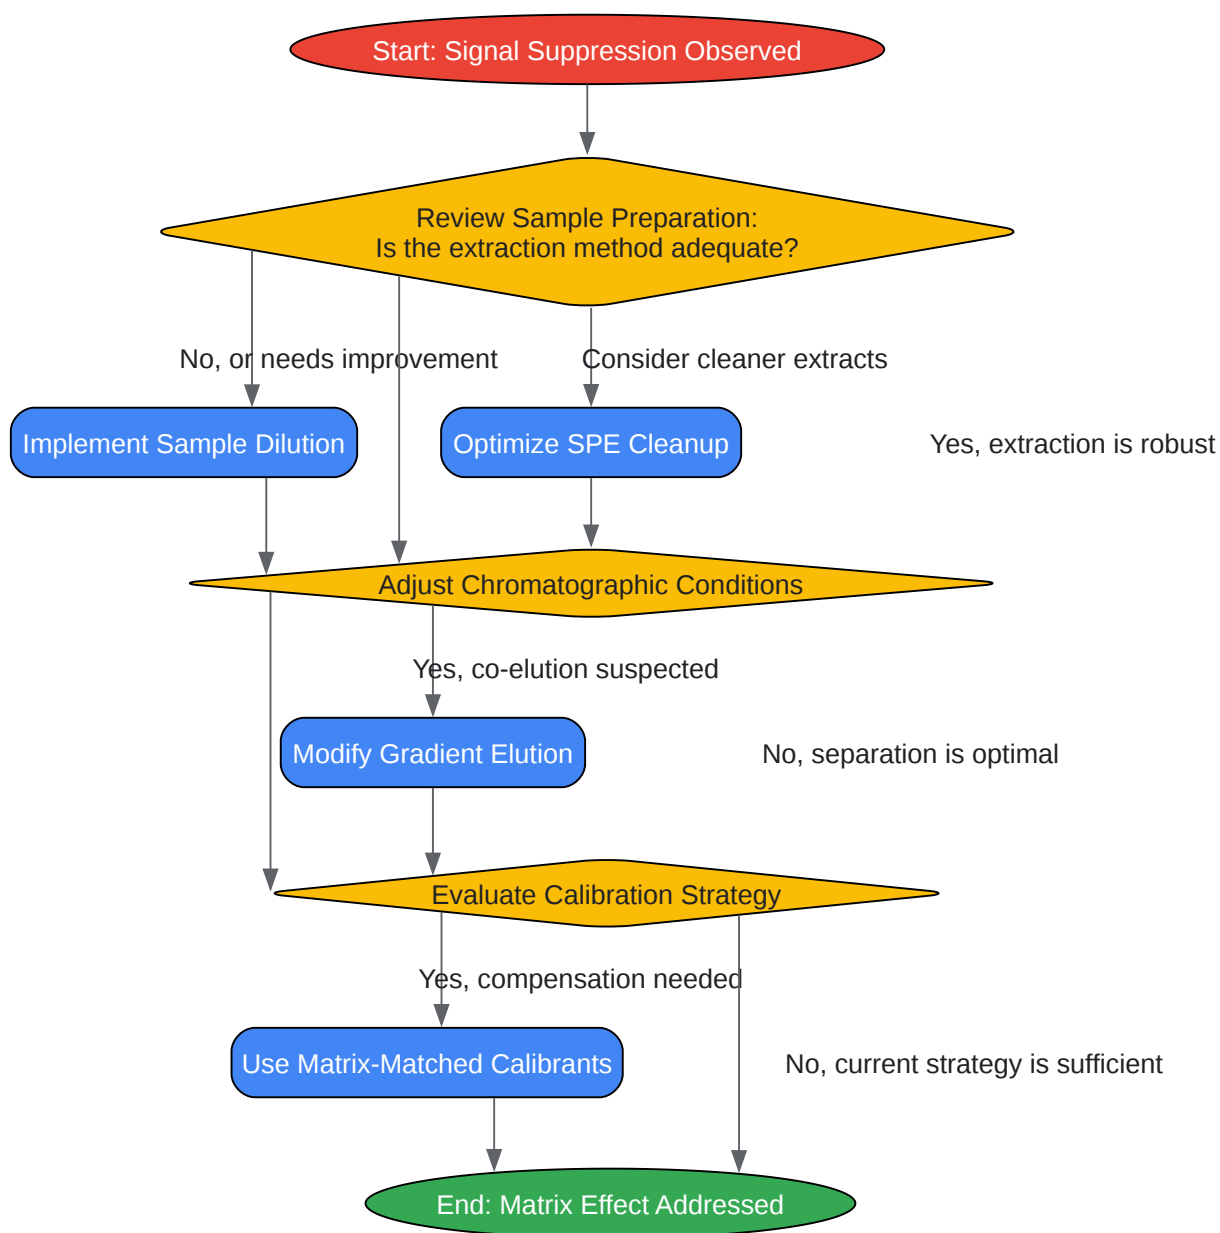 Start: Signal Suppression Observed
Review Sample Preparation:
Is the extraction method adequate?
No, or needs improvement
Consider cleaner extracts
Implement Sample Dilution
Optimize SPE Cleanup
Yes, extraction is robust
Adjust Chromatographic Conditions
Yes, co-elution suspected
Modify Gradient Elution
No, separation is optimal
Evaluate Calibration Strategy
Yes, compensation needed
Use Matrix-Matched Calibrants
No, current strategy is sufficient
End: Matrix Effect Addressed